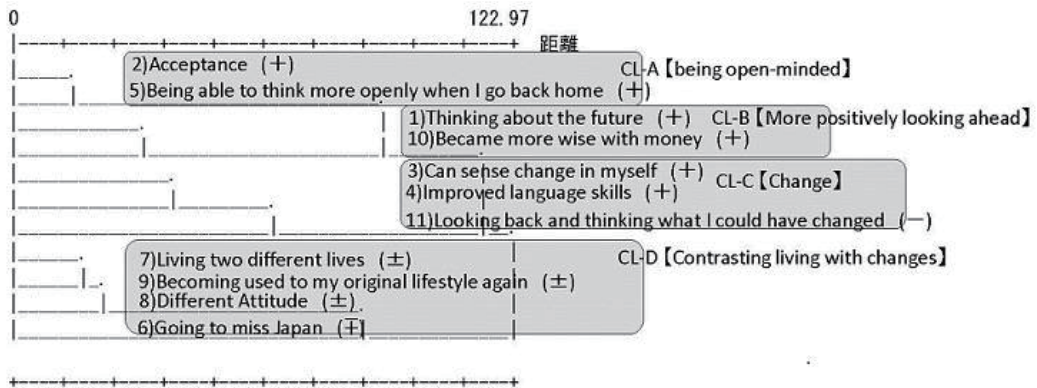 0 122.97
距離
2)Acceptance (+)
CL-A【being open-minded】
5)Being able to think more openly when I go back home (+)
1)Thinking about the future (+) CL-B【More positively looking ahead】
10)Became more wise with money (+)
3)Can sense change in myself (+)
CL-C【Change】
4)Improved language skills (+)
11)Looking back and thinking what I could have changed (—)
7)Living two different lives (±) CL-D【Contrasting living with changes】
9)Becoming used to my original lifestyle again (±)
8)Different Attitude (±)
6)Going to miss Japan (∓)